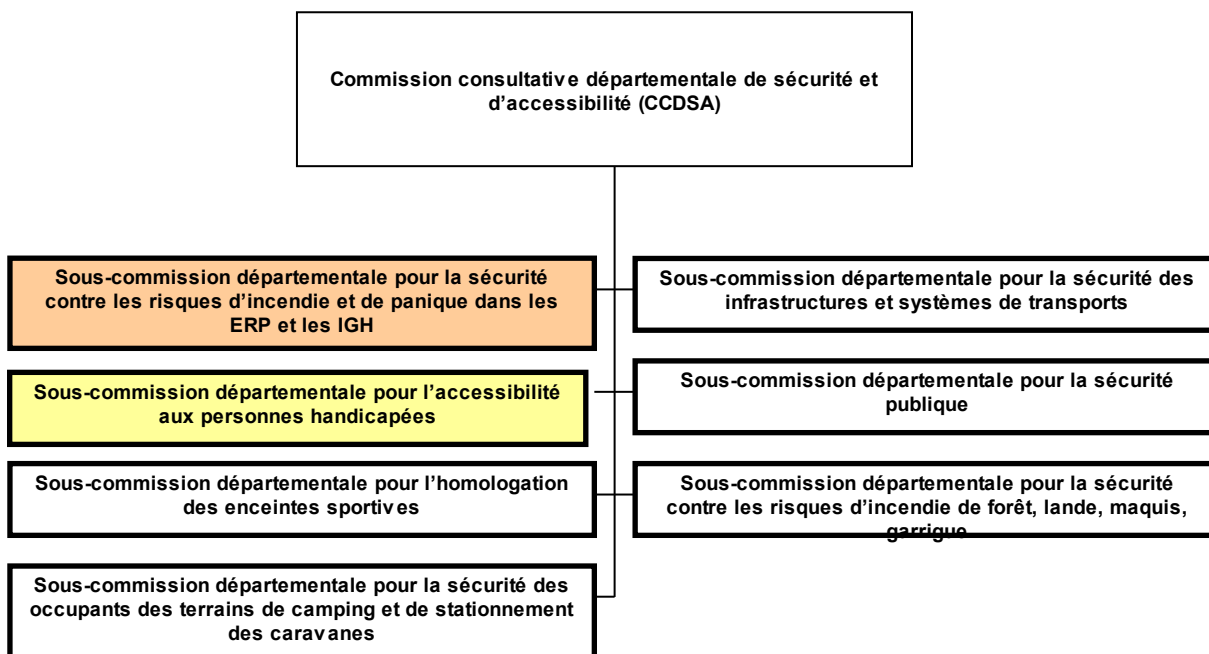 Commission consultative départementale de sécurité et
d'accessibilité (CCDSA)
Sous-commission départementale pour la sécurité
contre les risques d'incendie et de panique dans les
ERP et les IGH
Sous-commission départementale pour la sécurité des
infrastructures et systèmes de transports
Sous-commission départementale pour l'accessibilité
aux personnes handicapées
Sous-commission départementale pour la sécurité
publique
Sous-commission départementale pour l'homologation
des enceintes sportives
Sous-commission départementale pour la sécurité
contre les risques d'incendie de forêt, lande, maquis,
garrigue
Sous-commission départementale pour la sécurité des
occupants des terrains de camping et de stationnement
des caravanes